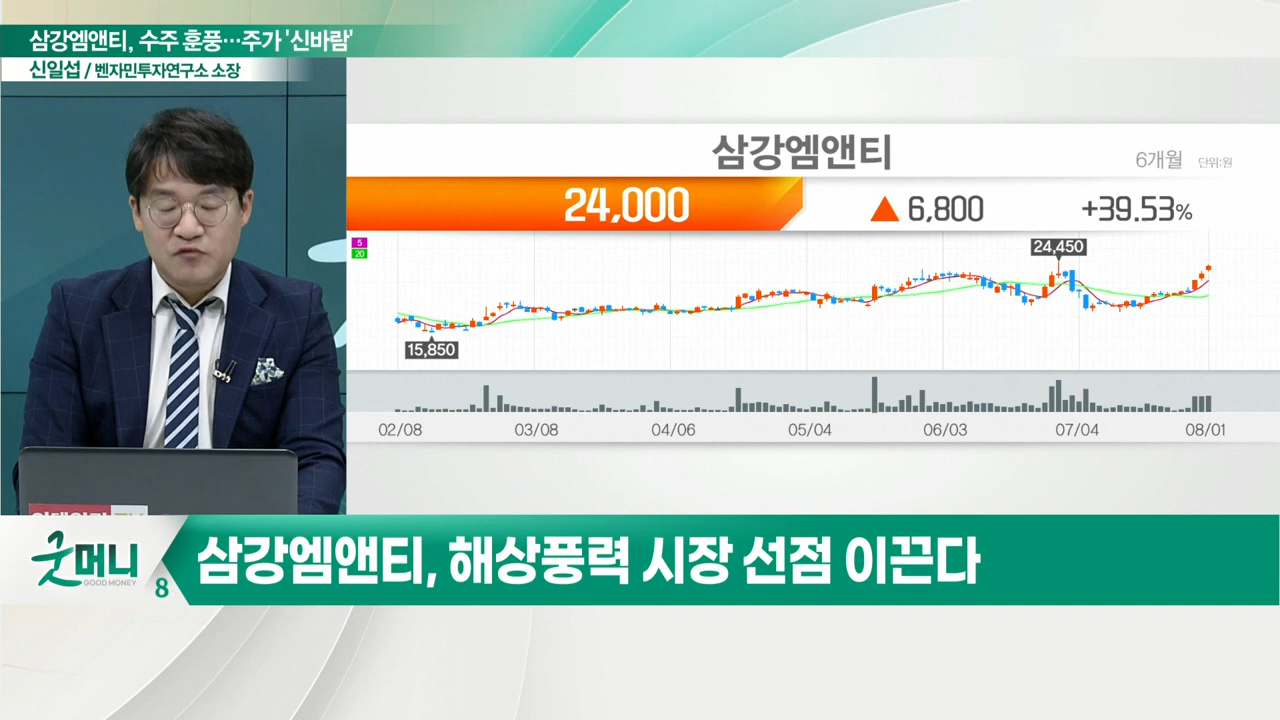 삼강엠앤티, 수주 훈풍…주가 '신바람'
신일섭 / 벤자민투자연구소 소장
삼강엠앤티
6개월 단위:원
24,000 ▲ 6,800 +39.53%
5
20
24,450
15,850
02/08 03/08 04/06 05/04 06/03 07/04 08/01
굿머니
GOOD MONEY
8
삼강엠앤티, 해상풍력 시장 선점 이끈다